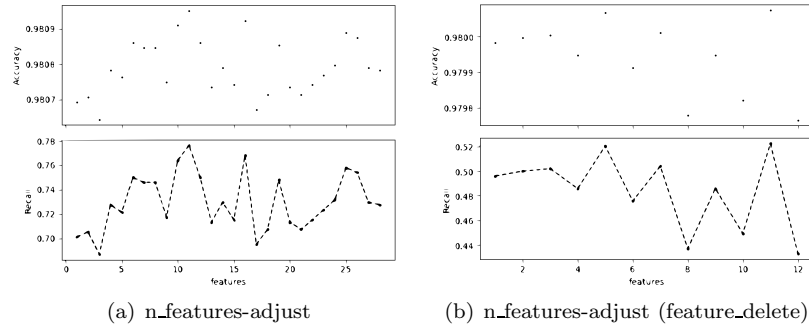 0.9809
0.9808
0.9807
Accuracy
0.78
0.76
0.74
0.72
0.70
Recall
0 5 10 15 20 25
features
(a) n_features-adjust
0.9800
0.9799
0.9798
Accuracy
0.52
0.50
0.48
0.46
0.44
Recall
2 4 6 8 10 12
features
(b) n_features-adjust (feature_delete)